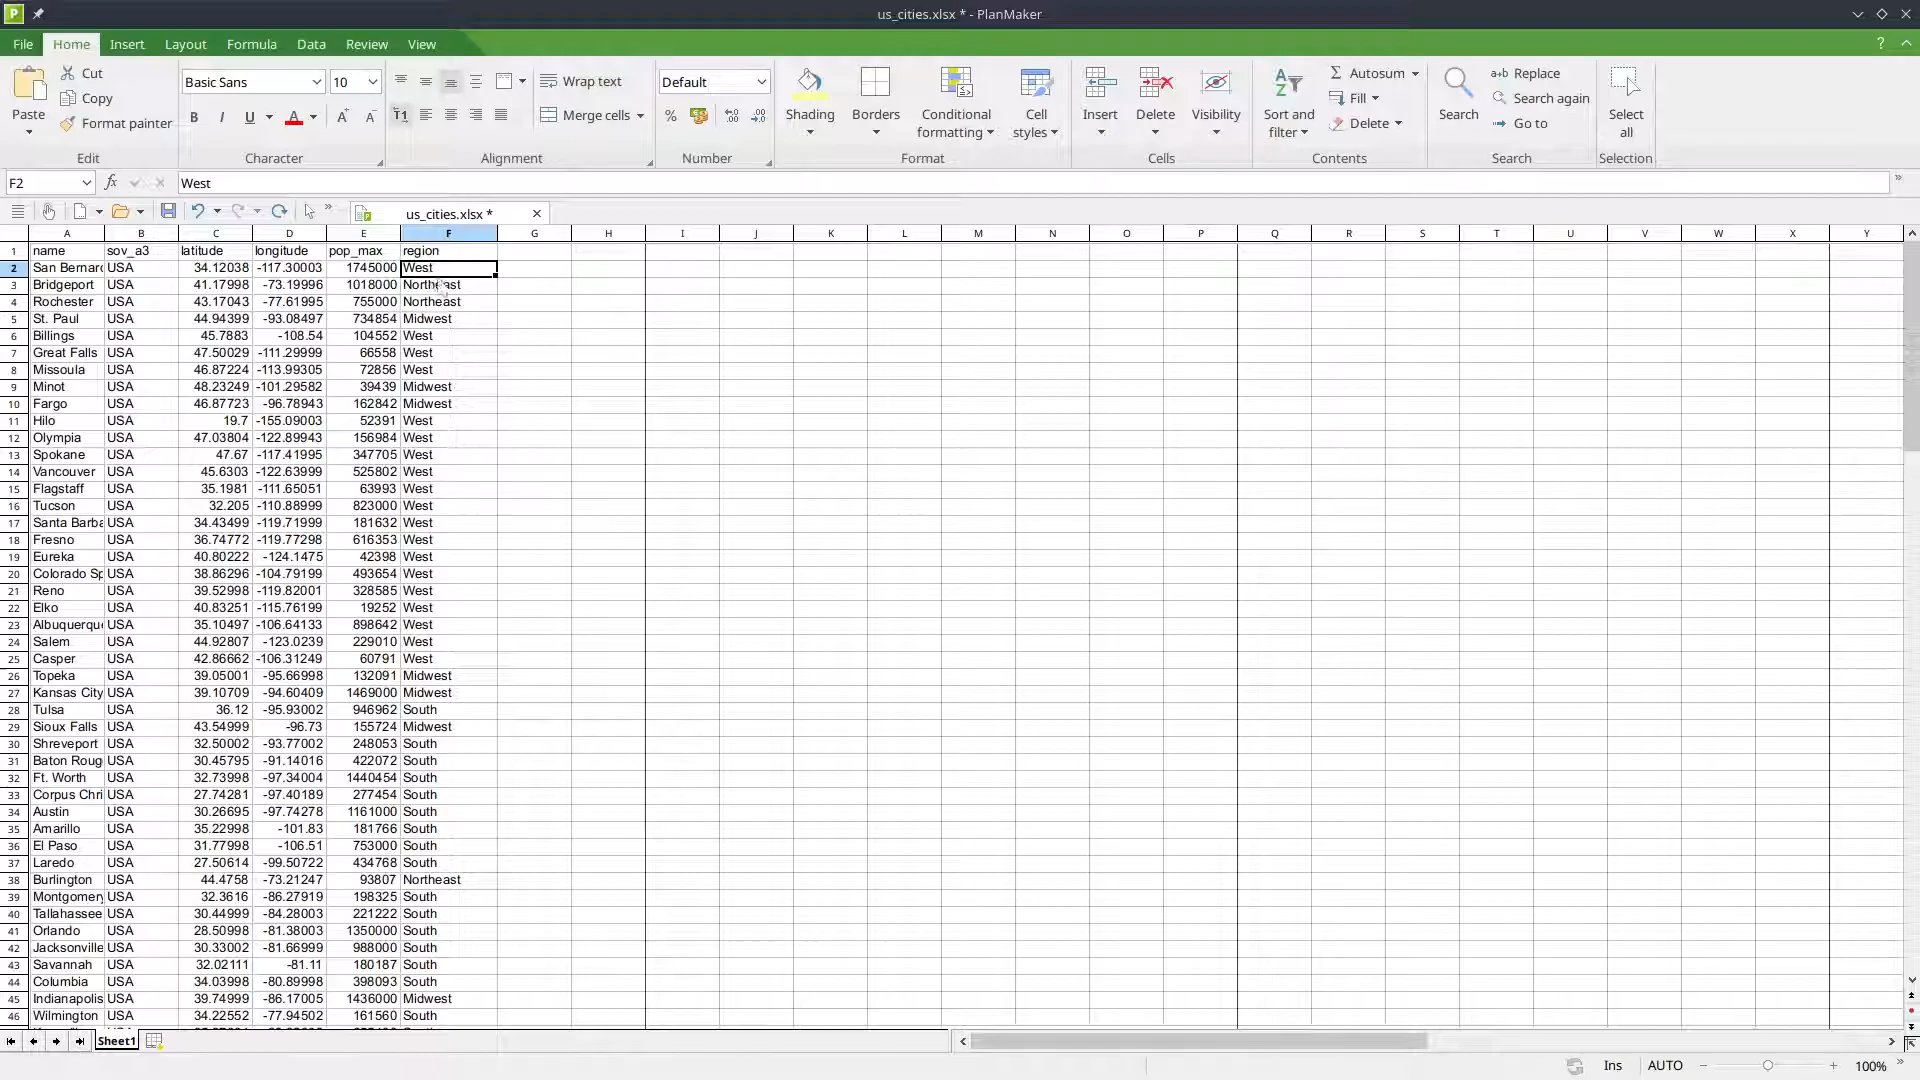 us_cities.xlsx * - PlanMaker
File Home Insert Layout Formula Data Review View
Cut
Copy
Format painter
Paste
Edit
Basic Sans 10
B I U A
Character
Wrap text
Merge cells
Alignment
Default
%
Number
Shading Borders Conditional formatting Cell styles
Format
Insert Delete Visibility
Cells
Sort and filter
Autosum
Fill
Delete
Contents
Search
Replace
Search again
Go to
Search
Select all
Selection
F2 fx West
us_cities.xlsx *
A B C D E F G H I J K L M N O P Q R S T U V W X Y
1 name sov_a3 latitude longitude pop_max region
2 San Bernar USA 34.12038 -117.30003 1745000 West
3 Bridgeport USA 41.17998 -73.19996 1018000 Northeast
4 Rochester USA 43.17043 -77.61995 755000 Northeast
5 St. Paul USA 44.94399 -93.08497 734854 Midwest
6 Billings USA 45.7883 -108.54 104552 West
7 Great Falls USA 47.50029 -111.29999 66558 West
8 Missoula USA 46.87224 -113.99305 72856 West
9 Minot USA 48.23249 -101.29582 39439 Midwest
10 Fargo USA 46.87723 -96.78943 162842 Midwest
11 Hilo USA 19.7 -155.09003 52391 West
12 Olympia USA 47.03804 -122.89943 156984 West
13 Spokane USA 47.67 -117.41995 347705 West
14 Vancouver USA 45.6303 -122.63999 525802 West
15 Flagstaff USA 35.1981 -111.65051 63993 West
16 Tucson USA 32.205 -110.88999 823000 West
17 Santa Barba USA 34.43499 -119.71999 181632 West
18 Fresno USA 36.74772 -119.77298 616353 West
19 Eureka USA 40.80222 -124.1475 42398 West
20 Colorado Sp USA 38.86296 -104.79199 493654 West
21 Reno USA 39.52998 -119.82001 328585 West
22 Elko USA 40.83251 -115.76199 19252 West
23 Albuquerqu USA 35.10497 -106.64133 898642 West
24 Salem USA 44.92807 -123.0239 229010 West
25 Casper USA 42.86662 -106.31249 60791 West
26 Topeka USA 39.05001 -95.66998 132091 Midwest
27 Kansas City USA 39.10709 -94.60409 1469000 Midwest
28 Tulsa USA 36.12 -95.93002 946962 South
29 Sioux Falls USA 43.54999 -96.73 155724 Midwest
30 Shreveport USA 32.50002 -93.77002 248053 South
31 Baton Roug USA 30.45795 -91.14016 422072 South
32 Ft. Worth USA 32.73998 -97.34004 1440454 South
33 Corpus Chri USA 27.74281 -97.40189 277454 South
34 Austin USA 30.26695 -97.74278 1161000 South
35 Amarillo USA 35.22998 -101.83 181766 South
36 El Paso USA 31.77998 -106.51 753000 South
37 Laredo USA 27.50614 -99.50722 434768 South
38 Burlington USA 44.4758 -73.21247 93807 Northeast
39 Montgomery USA 32.3616 -86.27919 198325 South
40 Tallahassee USA 30.44999 -84.28003 221222 South
41 Orlando USA 28.50998 -81.38003 1350000 South
42 Jacksonville USA 30.33002 -81.66999 988000 South
43 Savannah USA 32.02111 -81.11 180187 South
44 Columbia USA 34.03998 -80.89998 398093 South
45 Indianapolis USA 39.74999 -86.17005 1436000 Midwest
46 Wilmington USA 34.22552 -77.94502 161560 South
Sheet1
Ins AUTO 100%